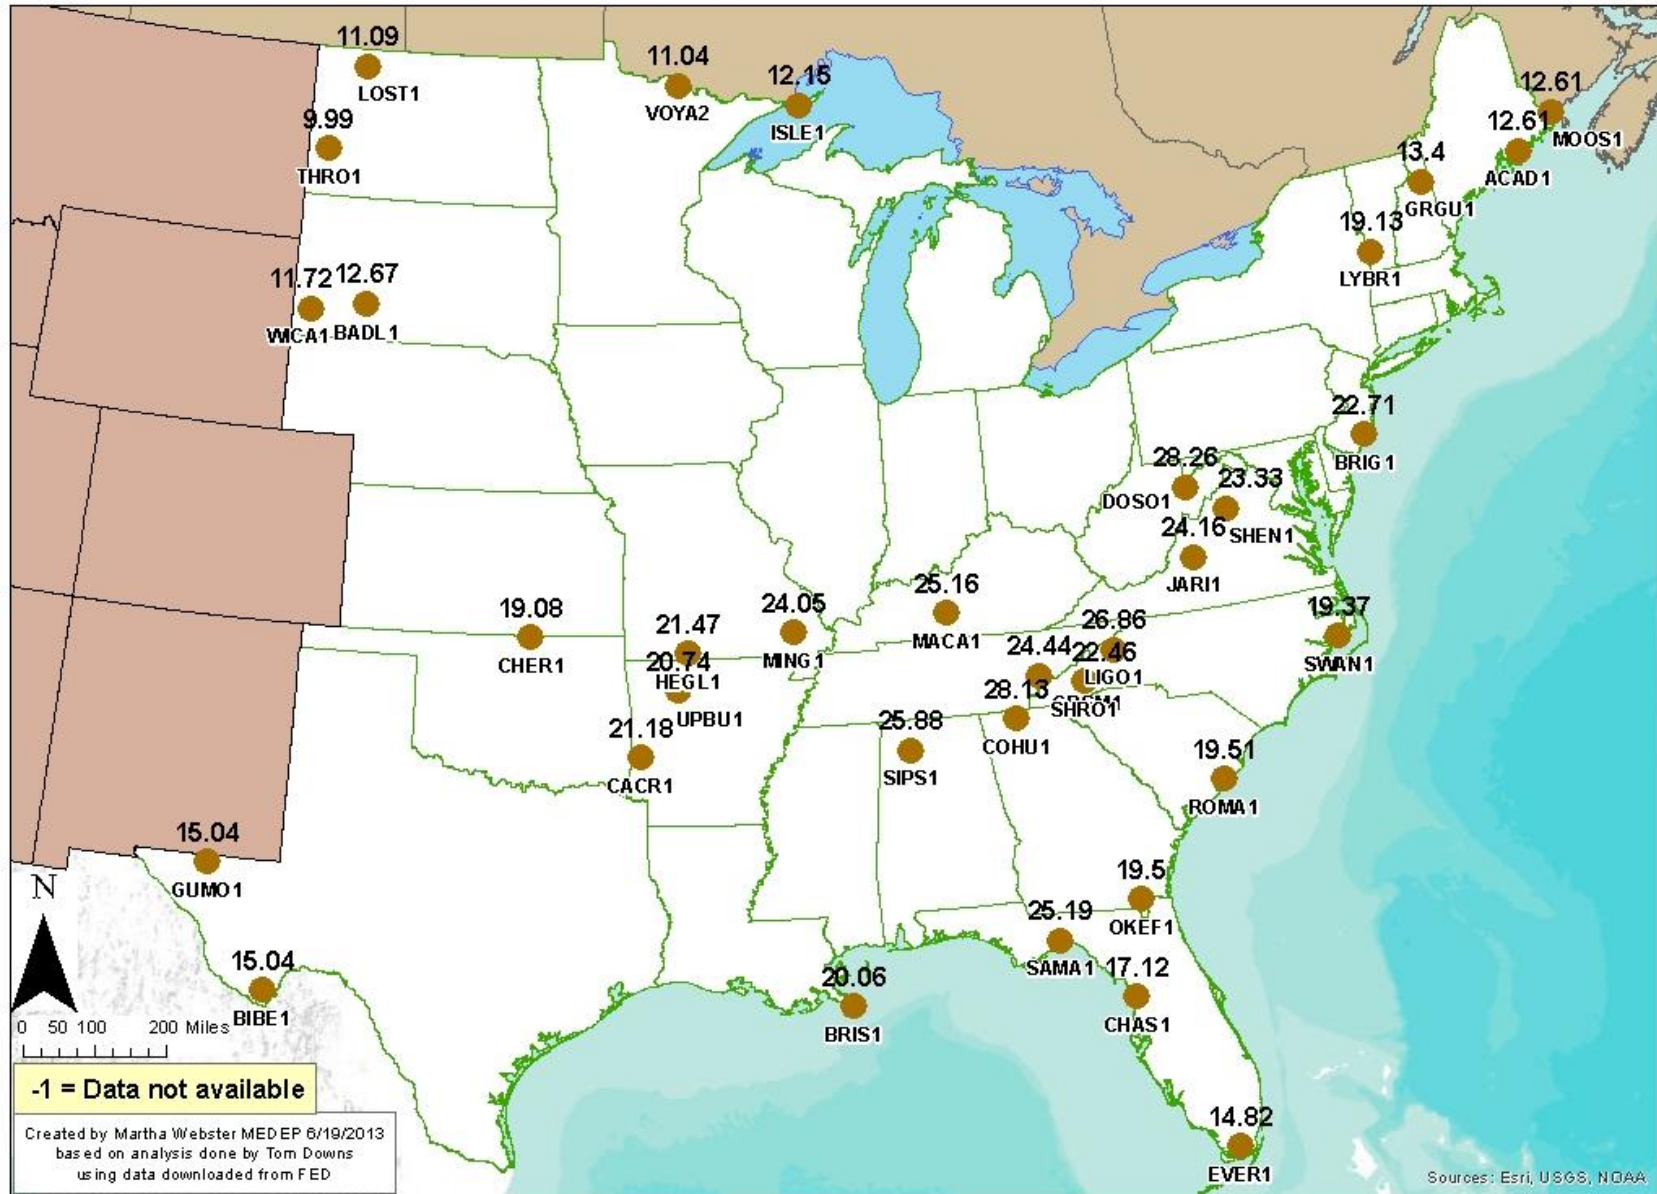 11.09
LOST1
11.04
VOYA2
12.15
ISLE1
12.61
MOOS1
12.61
ACAD1
9.99
THRO1
13.4
GRGU1
19.13
LYBR1
11.72
WICA1
12.67
BADL1
22.71
BRIG1
28.26
DOSO1
23.33
SHEN1
24.16
JARI1
25.16
MACA1
19.08
CHER1
21.47
HEGL1
24.05
MING1
20.74
UPBU1
26.86
LIGO1
24.44
22.46
SHRO1
19.37
SWAN1
28.13
COHU1
25.88
SIPS1
21.18
CACR1
19.51
ROMA1
15.04
GUMO1
19.5
OKEF1
25.19
SAMA1
17.12
CHAS1
15.04
BIBE1
20.06
BRIS1
14.82
EVER1
N
0 50 100 200 Miles
-1 = Data not available
Created by Martha Webster MEDEP 6/19/2013
based on analysis done by Tom Downs
using data downloaded from FED
Sources: Esri, USGS, NOAA